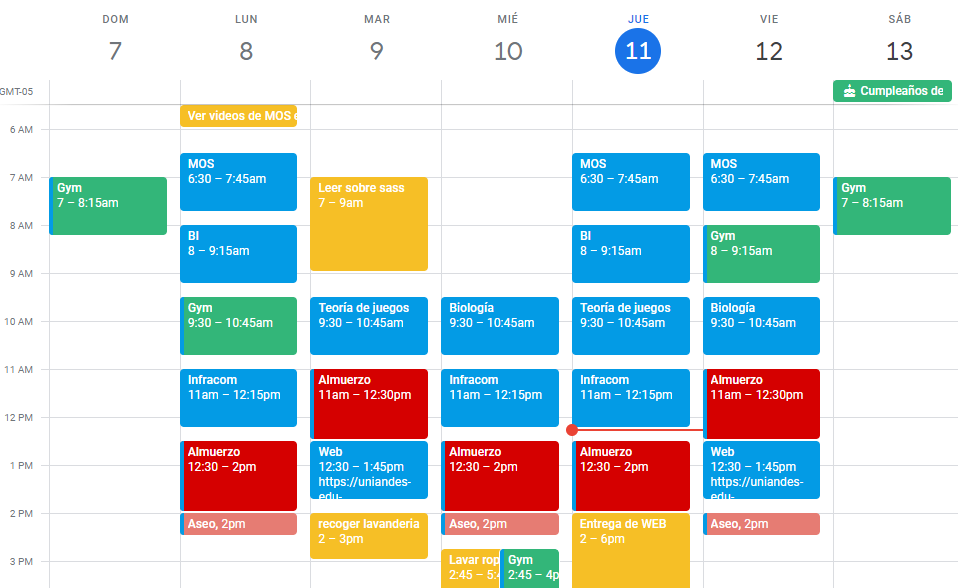 DOM LUN MAR MIÉ JUE VIE SÁB
7 8 9 10 11 12 13
GMT-05
Cumpleaños de
Ver videos de MOS e
6 AM
7 AM
8 AM
9 AM
10 AM
11 AM
12 PM
1 PM
2 PM
3 PM
Gym
7 – 8:15am
MOS
6:30 – 7:45am
BI
8 – 9:15am
Gym
9:30 – 10:45am
Infracom
11am – 12:15pm
Almuerzo
12:30 – 2pm
Aseo, 2pm
Leer sobre sass
7 – 9am
Teoría de juegos
9:30 – 10:45am
Almuerzo
11am – 12:30pm
Web
12:30 – 1:45pm
https://uniandes-
edu-
recoger lavanderia
2 – 3pm
Biología
9:30 – 10:45am
Infracom
11am – 12:15pm
Almuerzo
12:30 – 2pm
Aseo, 2pm
Lavar rop
2:45 – 5:4
Gym
2:45 – 4p
MOS
6:30 – 7:45am
BI
8 – 9:15am
Teoría de juegos
9:30 – 10:45am
Infracom
11am – 12:15pm
Almuerzo
12:30 – 2pm
Entrega de WEB
2 – 6pm
MOS
6:30 – 7:45am
Gym
8 – 9:15am
Biología
9:30 – 10:45am
Almuerzo
11am – 12:30pm
Web
12:30 – 1:45pm
https://uniandes-
edu-
Aseo, 2pm
Gym
7 – 8:15am